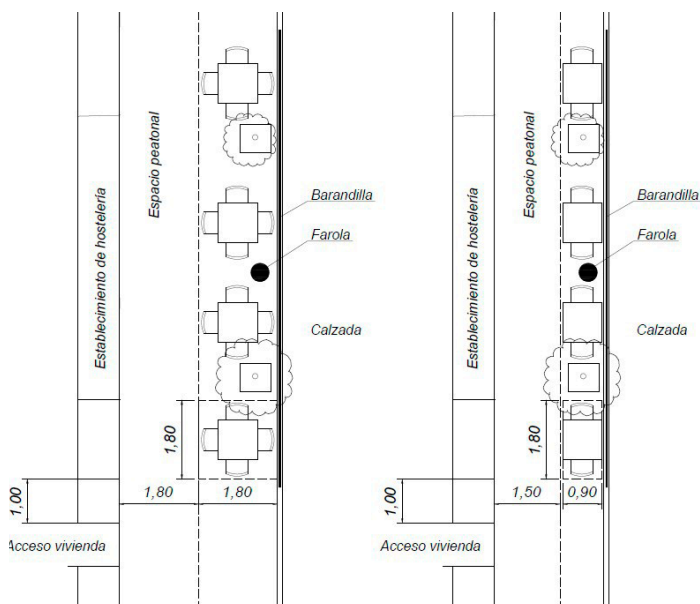 Establecimiento de hostelería
Espacio peatonal
Barandilla
Farola
Calzada
1,80
1,00
1,80
1,80
Acceso vivienda
Establecimiento de hostelería
Espacio peatonal
Barandilla
Farola
Calzada
1,80
1,00
1,50
0,90
Acceso vivienda